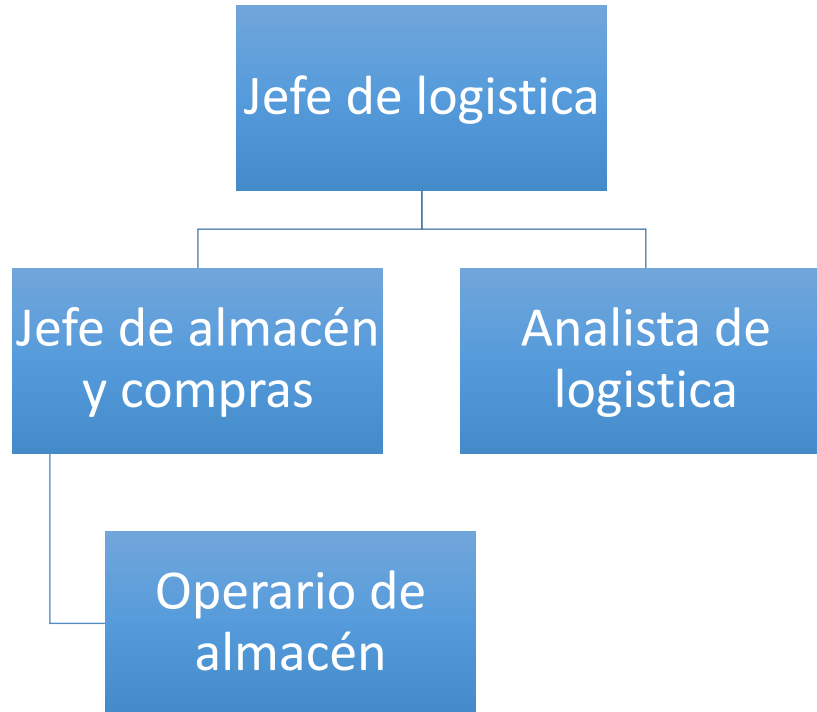 Jefe de logistica
Jefe de almacén
y compras
Analista de
logistica
Operario de
almacén